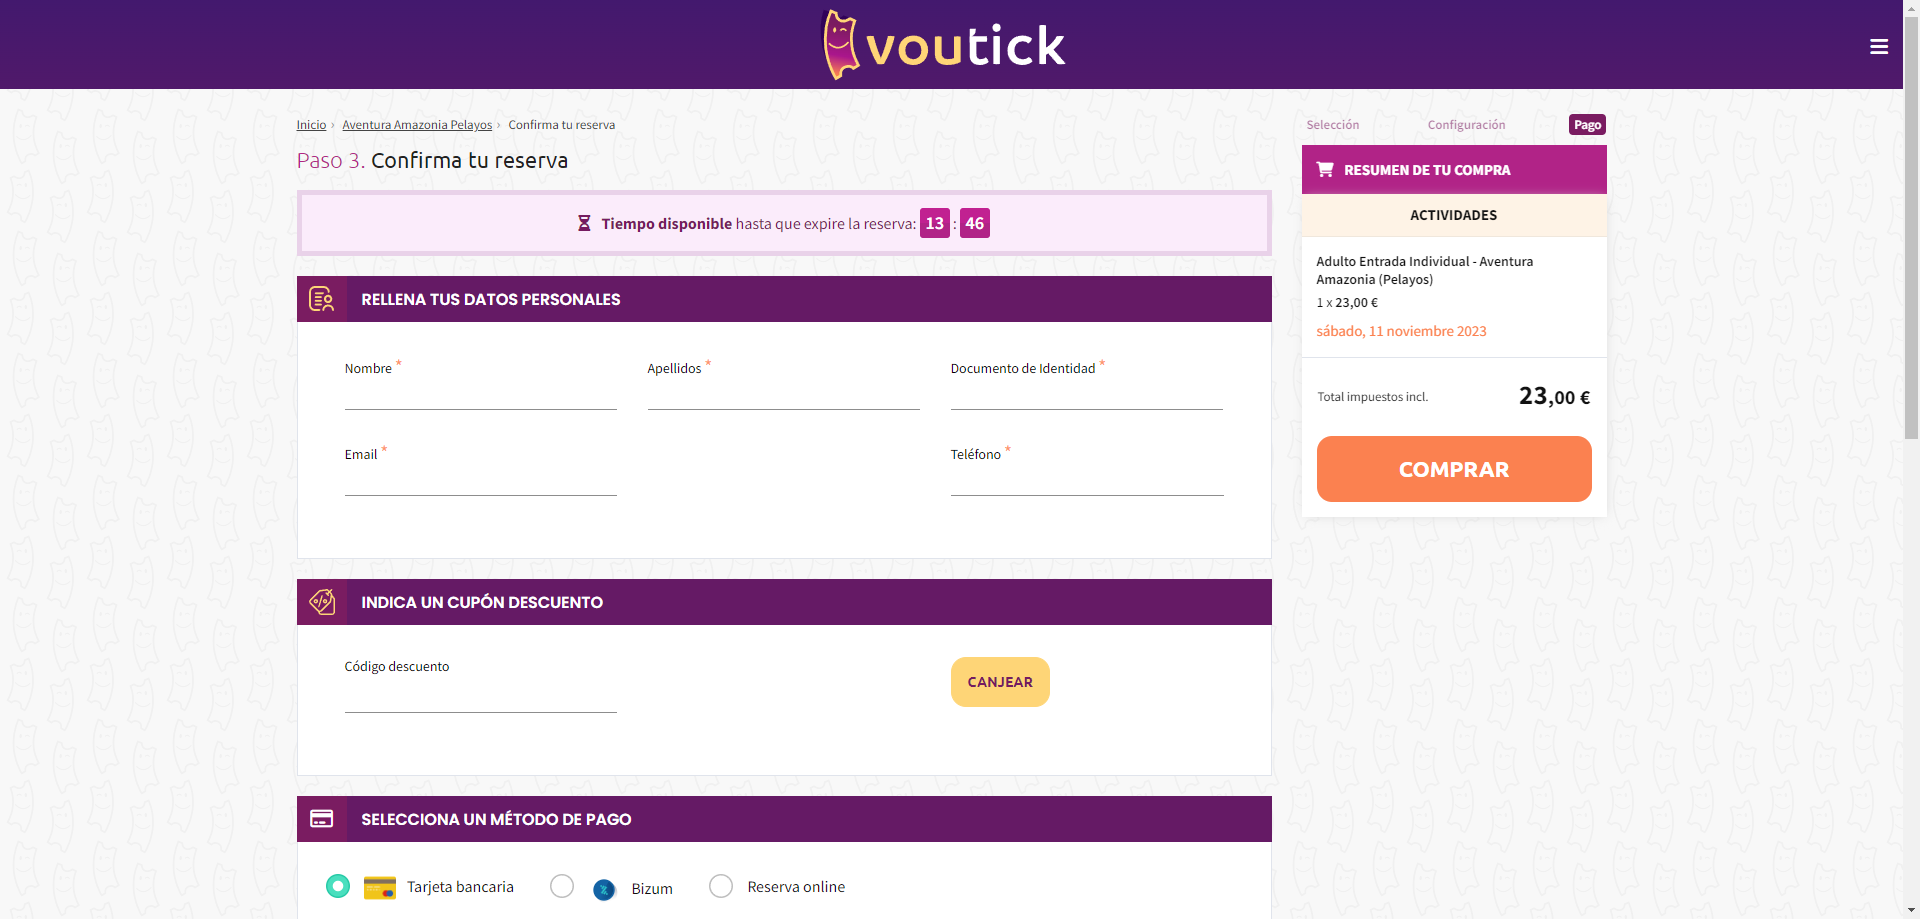 voutick
Inicio › Aventura Amazonia Pelayos › Confirma tu reserva
Paso 3. Confirma tu reserva
Tiempo disponible hasta que expire la reserva: 13 : 46
RELLENA TUS DATOS PERSONALES
Nombre *
Apellidos *
Documento de Identidad *
Email *
Teléfono *
INDICA UN CUPÓN DESCUENTO
Código descuento
CANJEAR
SELECCIONA UN MÉTODO DE PAGO
Tarjeta bancaria
Bizum
Reserva online
Selección
Configuración
Pago
RESUMEN DE TU COMPRA
ACTIVIDADES
Adulto Entrada Individual - Aventura
Amazonia (Pelayos)
1 x 23,00 €
sábado, 11 noviembre 2023
Total impuestos incl.
23,00 €
COMPRAR